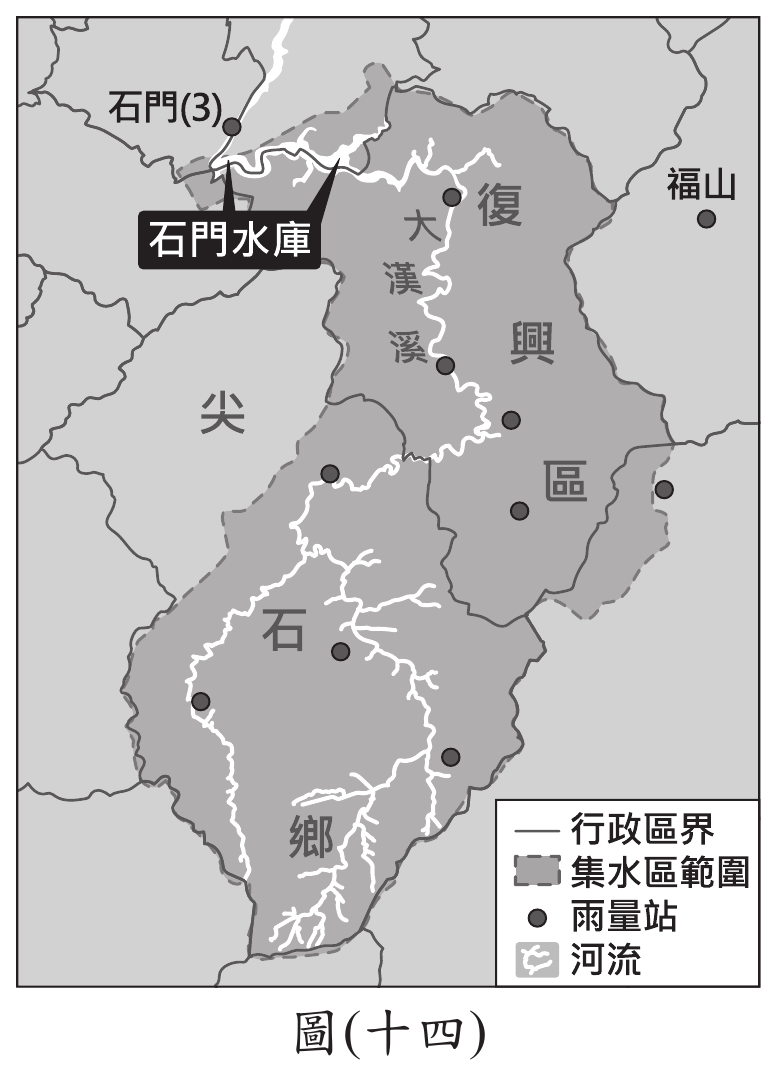 石門(3)
福山
石門水庫
復
興
區
大
漢
溪
尖
石
鄉
行政區界
集水區範圍
雨量站
河流
圖(十四)